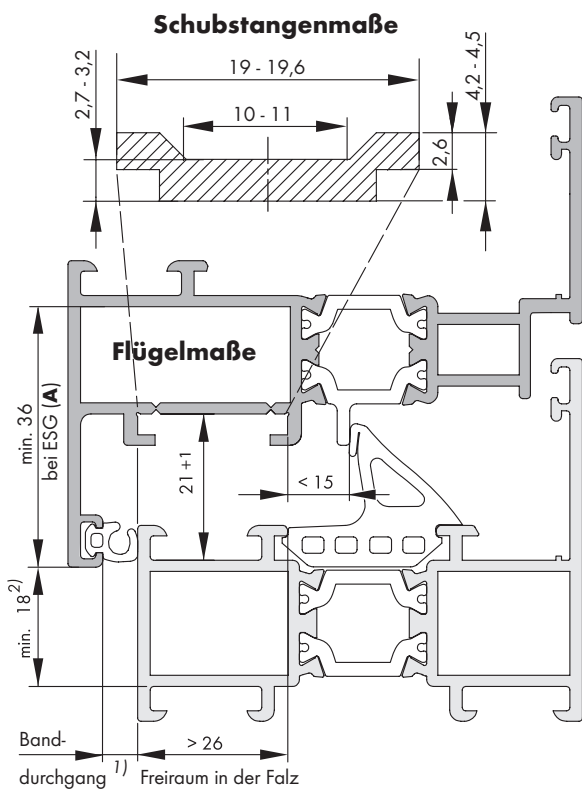 Schubstangenmaße
19 - 19,6
2,7 - 3,2
4,2 - 4,5
10 - 11
2,6
Flügelmaße
min. 36
bei ESG (A)
21 +1
< 15
min. 18 2)
Band-
durchgang 1)
> 26
Freiraum in der Falz